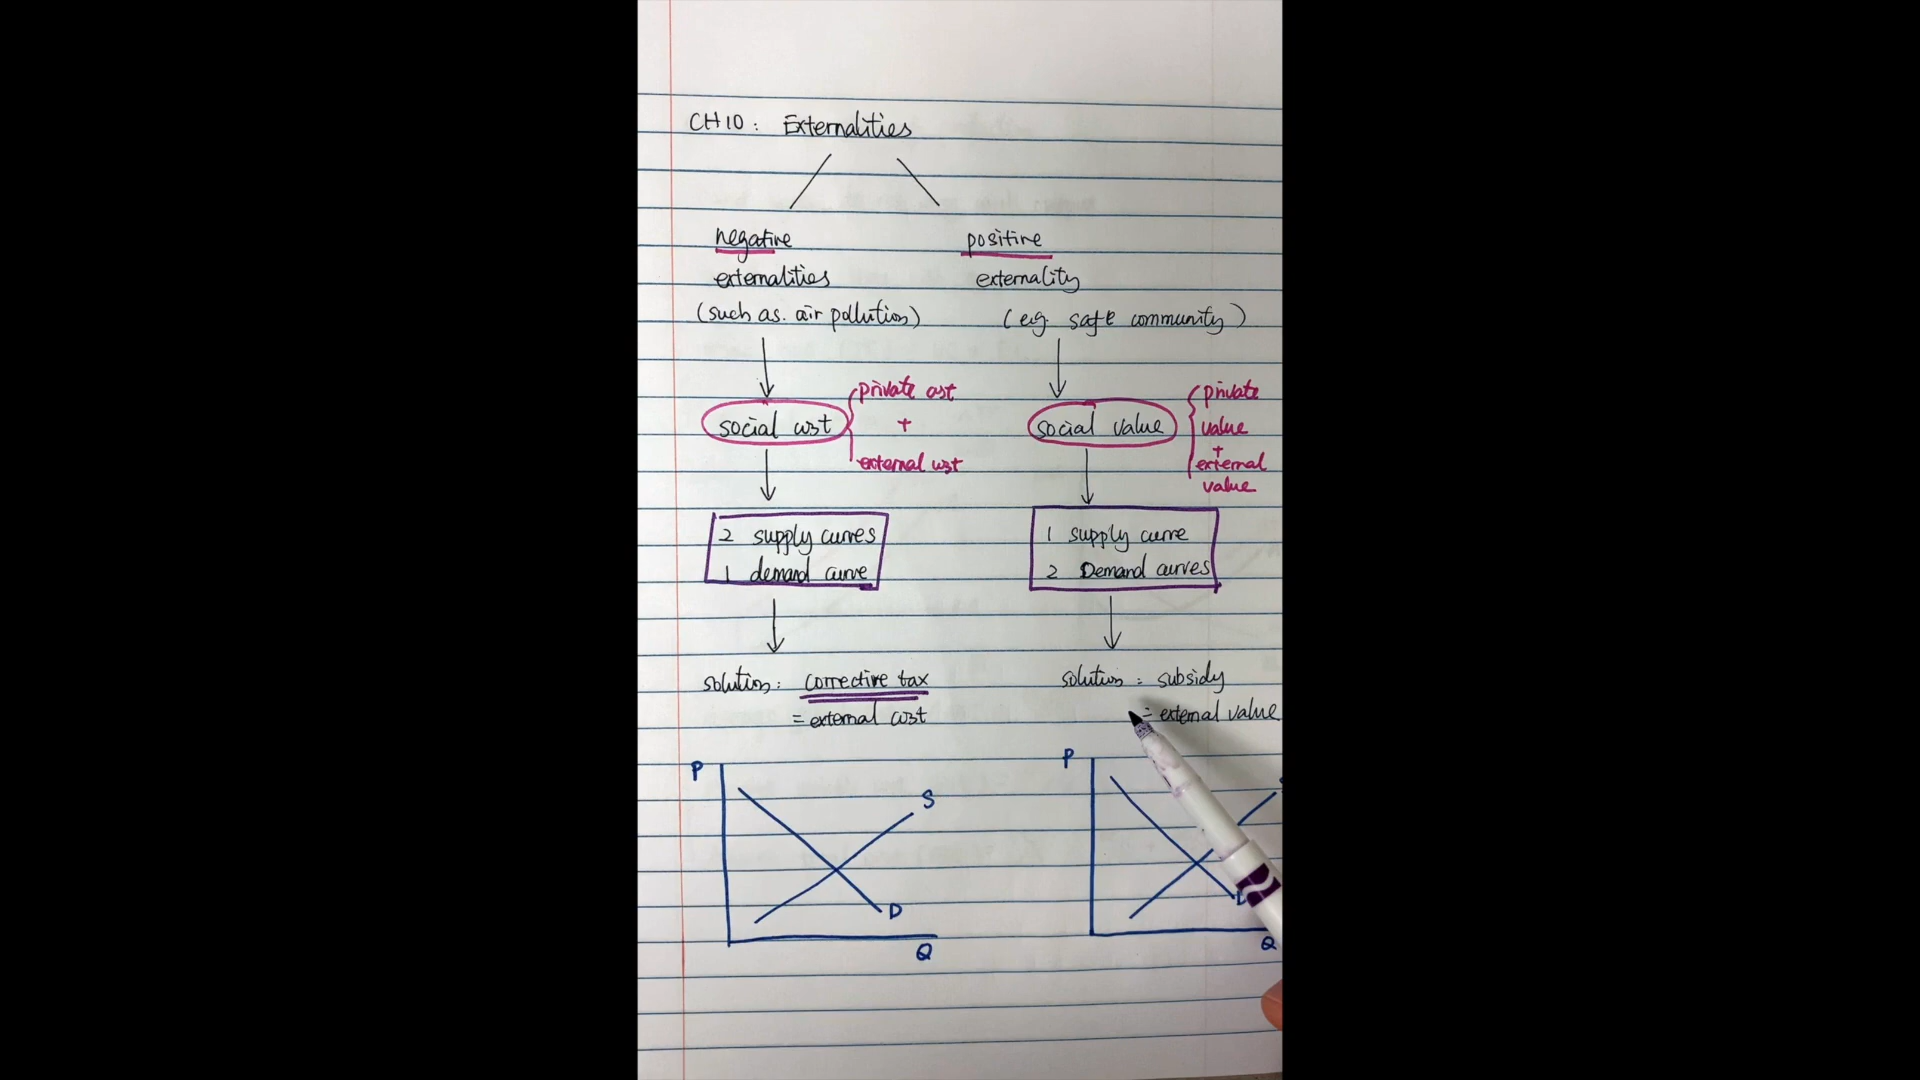 CH10: Externalities
negative
externalities
(such as. air pollution)
social cost
private cost
+
external cost
2 supply curves
1 demand curve
solution: corrective tax
= external cost
P
S
D
Q
positive
externality
(e.g. safe community)
social value
private
value
+
external
value
1 supply curve
2 Demand curves
solution: subsidy
= external value
P
Q